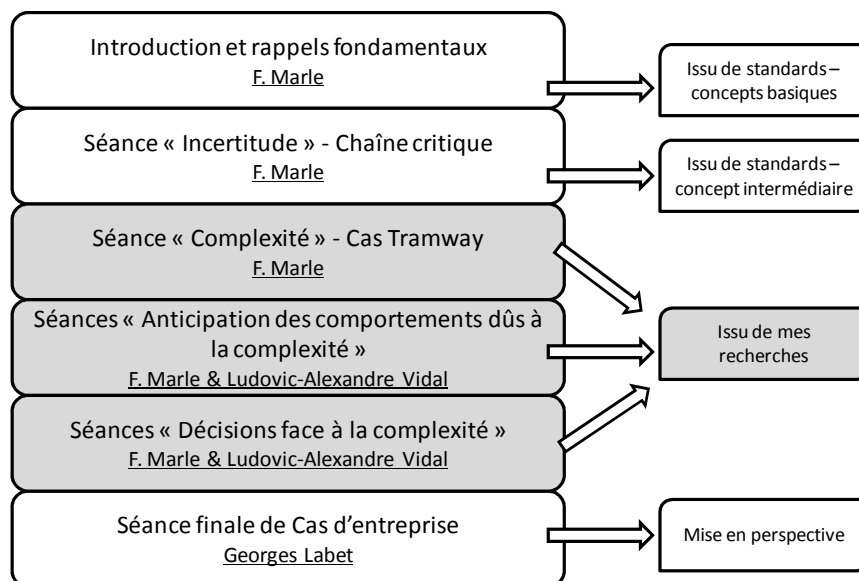 Introduction et rappels fondamentaux
F. Marle
Issu de standards –
concepts basiques
Séance « Incertitude » - Chaîne critique
F. Marle
Issu de standards –
concept intermédiaire
Séance « Complexité » - Cas Tramway
F. Marle
Séances « Anticipation des comportements dûs à
la complexité »
F. Marle & Ludovic-Alexandre Vidal
Issu de mes
recherches
Séances « Décisions face à la complexité »
F. Marle & Ludovic-Alexandre Vidal
Séance finale de Cas d’entreprise
Georges Labet
Mise en perspective